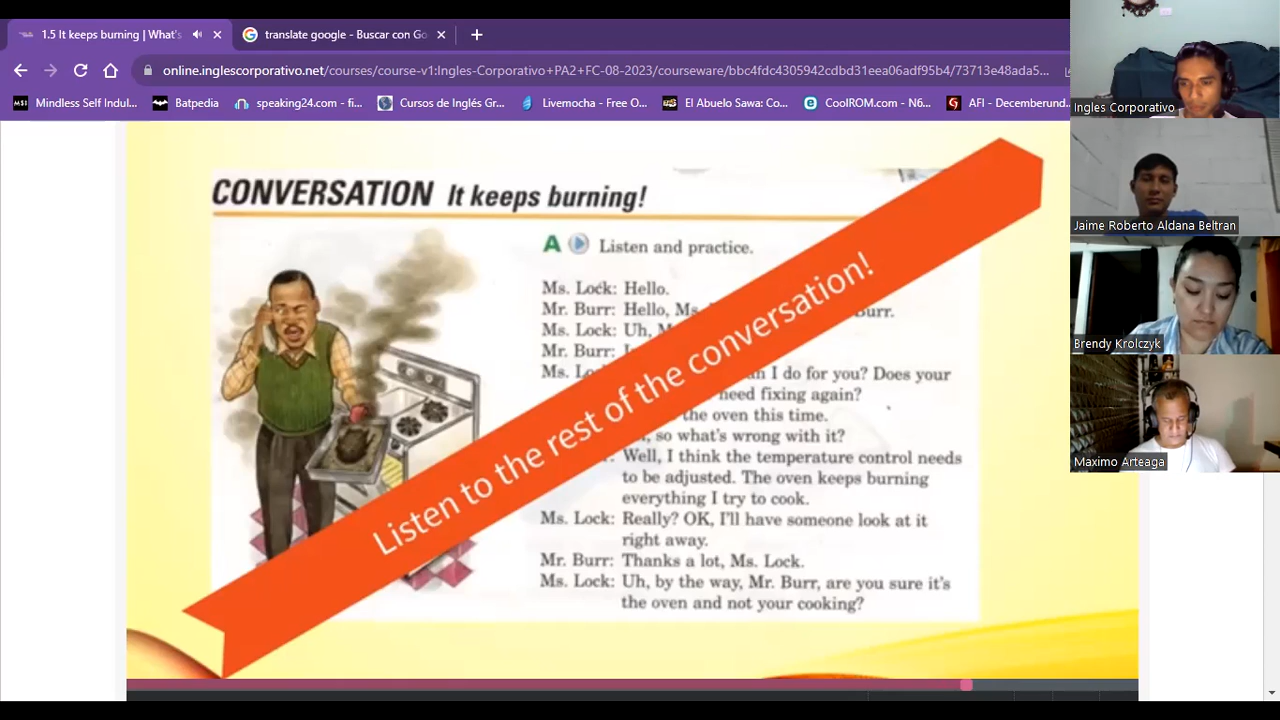 1.5 It keeps burning | What's
translate google - Buscar con Go
online.inglescorporativo.net/courses/course-v1:Ingles-Corporativo+PA2+FC-08-2023/courseware/bbc4fdc4305942cdbd31eea06adf95b4/73713e48ada5...
Mindless Self Indul...
Batpedia
speaking24.com - fi...
Cursos de Inglés Gr...
Livemocha - Free O...
El Abuelo Sawa: Co...
CoolROM.com - N6...
AFI - Decemberund...
CONVERSATION It keeps burning!
A Listen and practice.
Ms. Lock: Hello.
Mr. Burr: Hello, Ms. Burr.
Ms. Lock: Uh,
Mr. Burr:
Ms. I do for you? Does your
need fixing again?
the oven this time.
so what's wrong with it?
Well, I think the temperature control needs
to be adjusted. The oven keeps burning
everything I try to cook.
Ms. Lock: Really? OK, I'll have someone look at it
right away.
Mr. Burr: Thanks a lot, Ms. Lock.
Ms. Lock: Uh, by the way, Mr. Burr, are you sure it's
the oven and not your cooking?
Listen to the rest of the conversation!
Ingles Corporativo
Jaime Roberto Aldana Beltran
Brendy Krolczyk
Maximo Arteaga